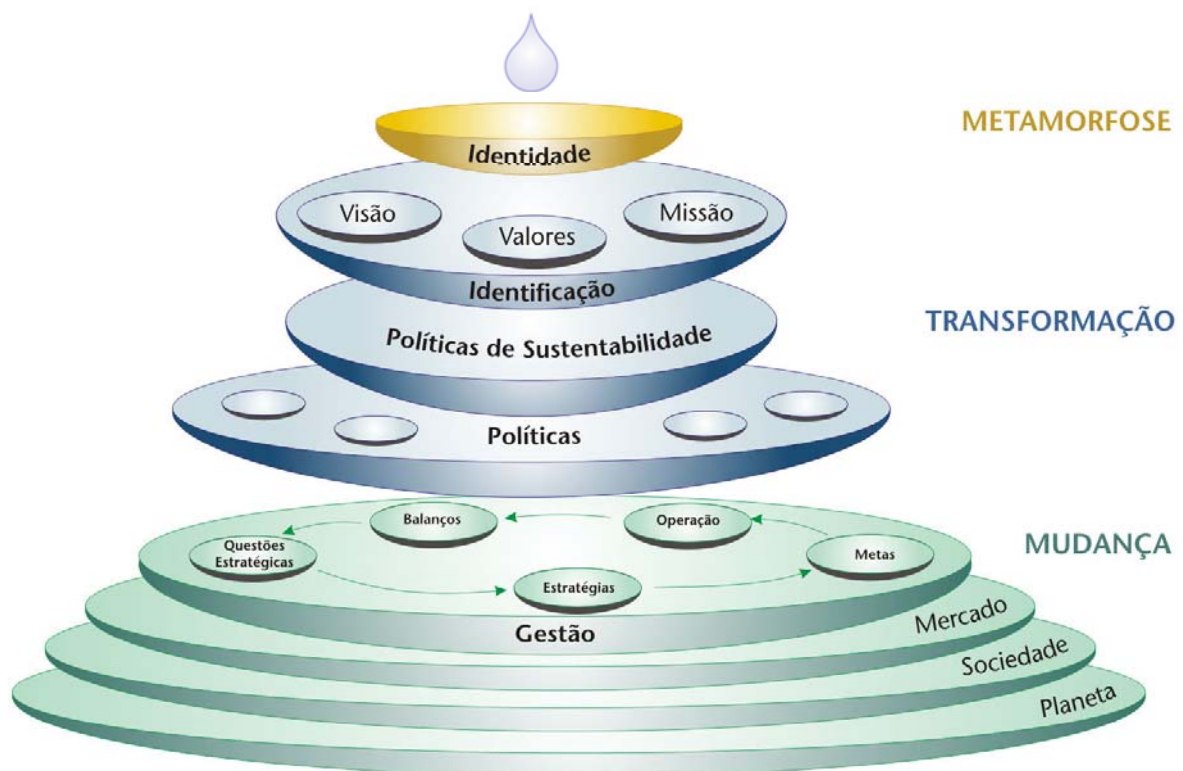 METAMORFOSE
Identidade
Visão
Missão
Valores
Identificação
TRANSFORMAÇÃO
Políticas de Sustentabilidade
Políticas
Balanços
Operação
Questões
Estratégicas
Metas
MUDANÇA
Estratégias
Gestão
Mercado
Sociedade
Planeta